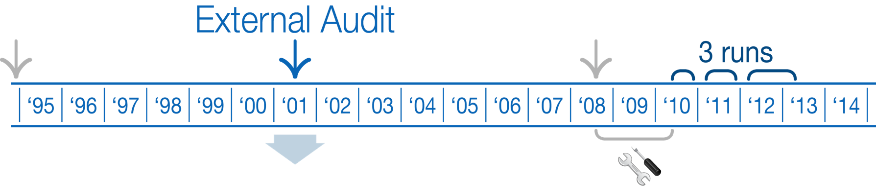 External Audit
3 runs
‘95 ‘96 ‘97 ‘98 ‘99 ‘00 ‘01 ‘02 ‘03 ‘04 ‘05 ‘06 ‘07 ‘08 ‘09 ‘10 ‘11 ‘12 ‘13 ‘14